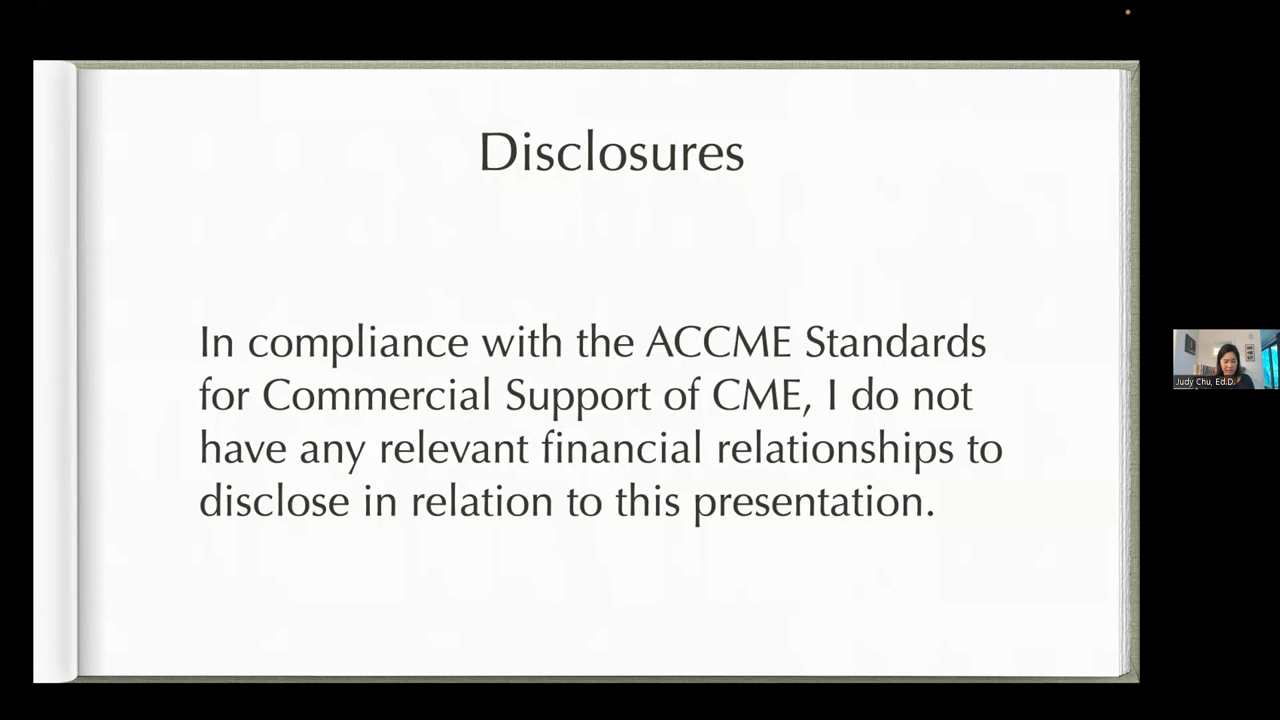 Disclosures
In compliance with the ACCME Standards
for Commercial Support of CME, I do not
have any relevant financial relationships to
disclose in relation to this presentation.
Judy Chu, Ed.D.